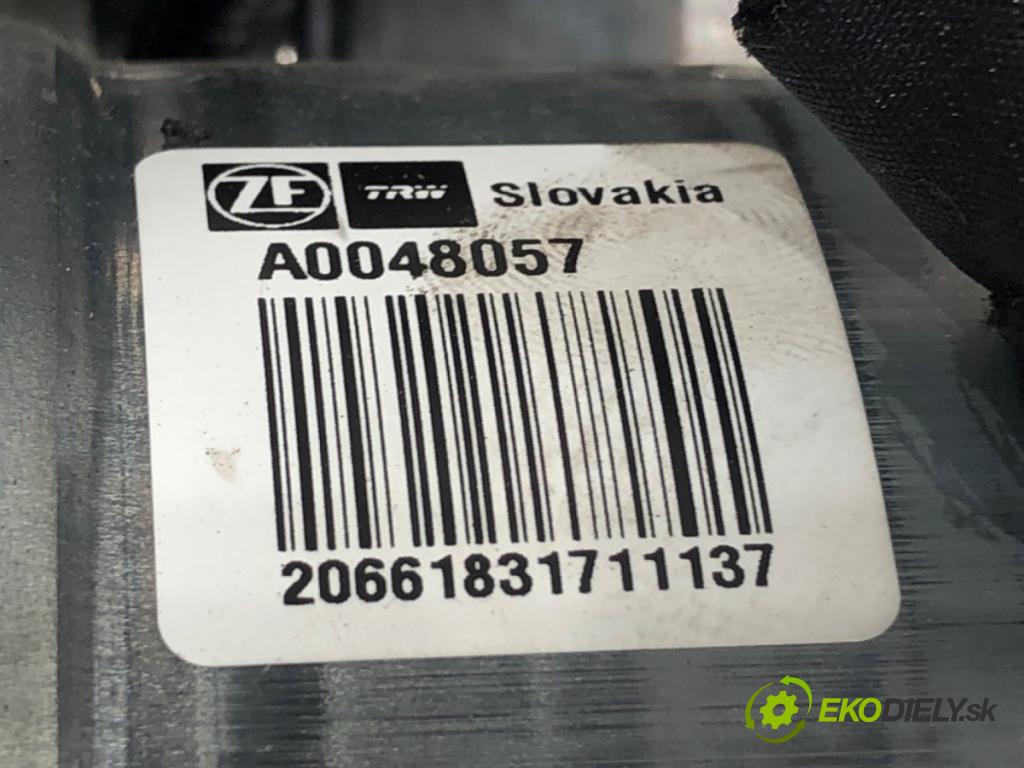 ZF TRW Slovakia
A0048057
20661831711137
EKODIELY.sk